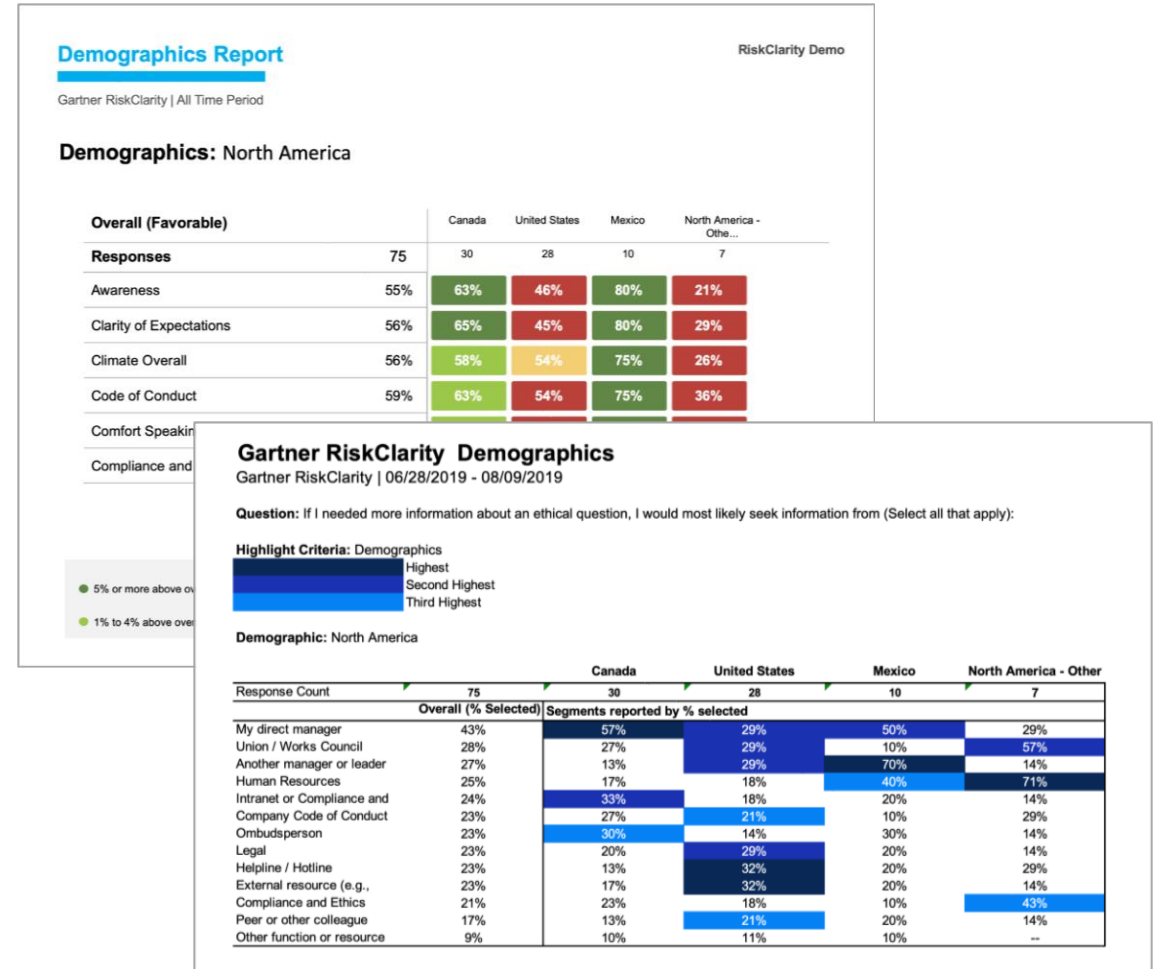 Demographics Report
RiskClarity Demo
Gartner RiskClarity | All Time Period
Demographics: North America
Overall (Favorable) Canada United States Mexico North America -
Othe...
Responses 75 30 28 10 7
Awareness 55% 63% 46% 80% 21%
Clarity of Expectations 56% 65% 45% 80% 29%
Climate Overall 56% 58% 54% 75% 26%
Code of Conduct 59% 63% 54% 75% 36%
Comfort
Compliance and
5% or more above
1% to 4% above
Gartner RiskClarity Demographics
Gartner RiskClarity | 06/28/2019 - 08/09/2019
Question: If I needed more information about an ethical question, I would most likely seek information from (Select all that apply):
Highlight Criteria: Demographics
Highest
Second Highest
Third Highest
Demographic: North America
Canada United States Mexico North America - Other
Response Count 75 30 28 10 7
Overall (% Selected) Segments reported by % selected
My direct manager 43% 57% 29% 50% 29%
Union / Works Council 28% 27% 29% 10% 57%
Another manager or leader 27% 13% 29% 70% 14%
Human Resources 25% 17% 18% 40% 71%
Intranet or Compliance and 24% 33% 18% 20% 14%
Company Code of Conduct 23% 27% 21% 10% 29%
Ombudsperson 23% 30% 14% 30% 14%
Legal 23% 20% 29% 20% 14%
Helpline / Hotline 23% 13% 32% 20% 29%
External resource (e.g., 23% 17% 32% 20% 14%
Compliance and Ethics 21% 23% 18% 10% 43%
Peer or other colleague 17% 13% 21% 20% 14%
Other function or resource 9% 10% 11% 10% --